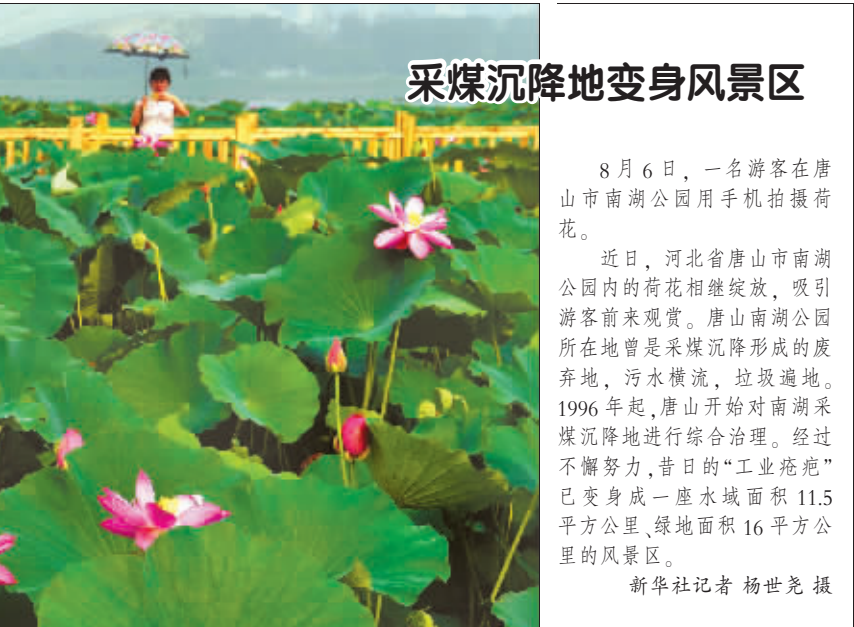 采煤沉降地变身风景区
8月6日，一名游客在唐
山市南湖公园用手机拍摄荷
花。
近日，河北省唐山市南湖
公园内的荷花相继绽放，吸引
游客前来观赏。唐山南湖公园
所在地曾是采煤沉降形成的废
弃地，污水横流，垃圾遍地。
1996年起，唐山开始对南湖采
煤沉降地进行综合治理。经过
不懈努力，昔日的“工业疮疤”
已变身成一座水域面积11.5
平方公里、绿地面积16平方公
里的风景区。
新华社记者 杨世尧 摄